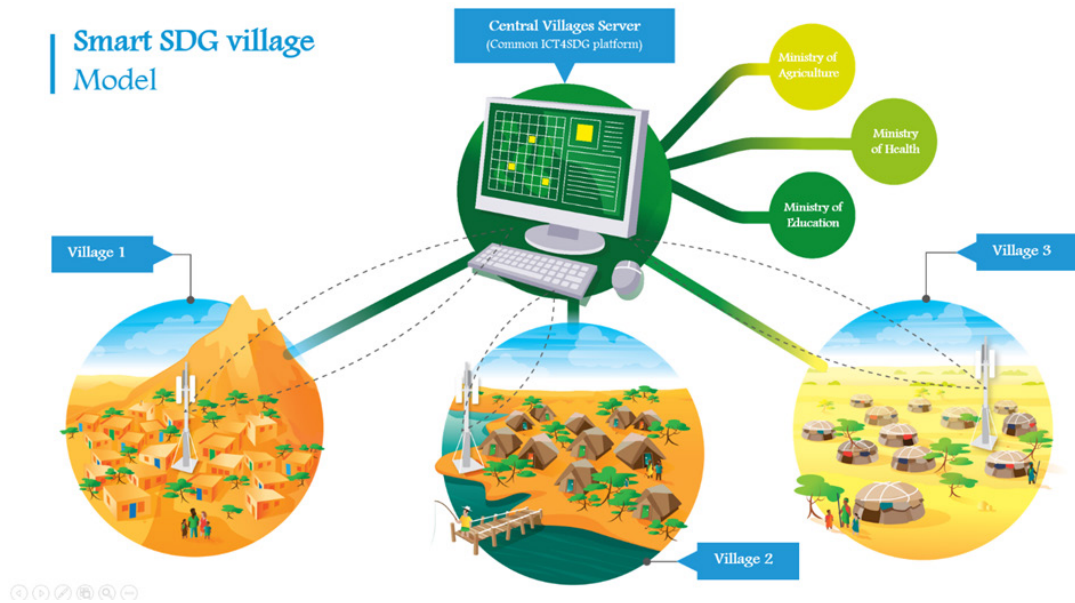 Smart SDG village
Model
Central Villages Server
(Common ICT4SDG platform)
Ministry of
Agriculture
Ministry
of Health
Ministry of
Education
Village 1
Village 3
Village 2